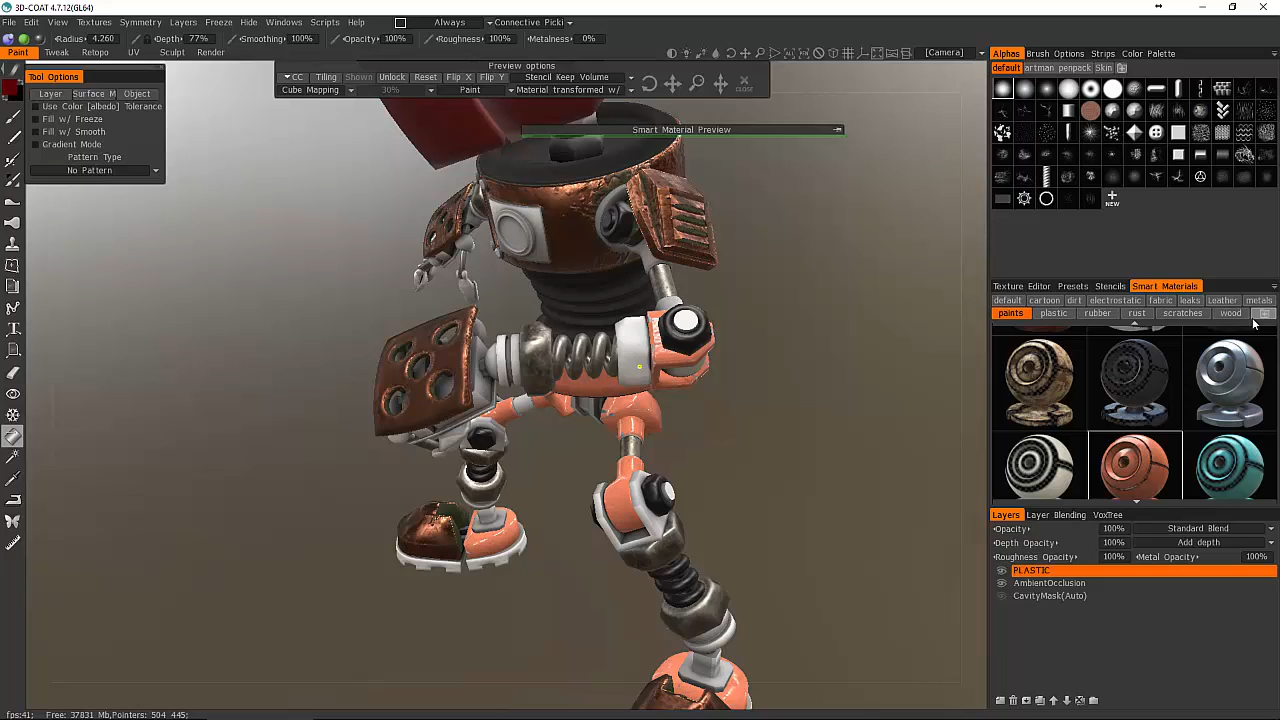 3D-COAT 4.7.12(GL64)
File Edit View Textures Symmetry Layers Freeze Hide Windows Scripts Help Always Connective Picki
Radius 4.260 Depth 77% Smoothing 100% Opacity 100% Roughness 100% Metalness 0%
Paint Tweak Retopo UV Sculpt Render [Camera]
Tool Options
Layer Surface M Object
Use Color [albedo] Tolerance
Fill w/ Freeze
Fill w/ Smooth
Gradient Mode
Pattern Type
No Pattern
Preview options
CC Tiling Shown Unlock Reset Flip X Flip Y Stencil Keep Volume
Cube Mapping 30% Paint Material transformed w/ CLOSE
Smart Material Preview
Alphas Brush Options Strips Color Palette
default artman penpack Skin
NEW
Texture Editor Presets Stencils Smart Materials
default cartoon dirt electrostatic fabric leaks Leather metals
paints plastic rubber rust scratches wood
Layers Layer Blending VoxTree
Opacity 100% Standard Blend
Depth Opacity 100% Add depth
Roughness Opacity 100% Metal Opacity 100%
PLASTIC
AmbientOcclusion
CavityMask(Auto)
fps:41; Free: 37831 Mb,Pointers: 504 445;